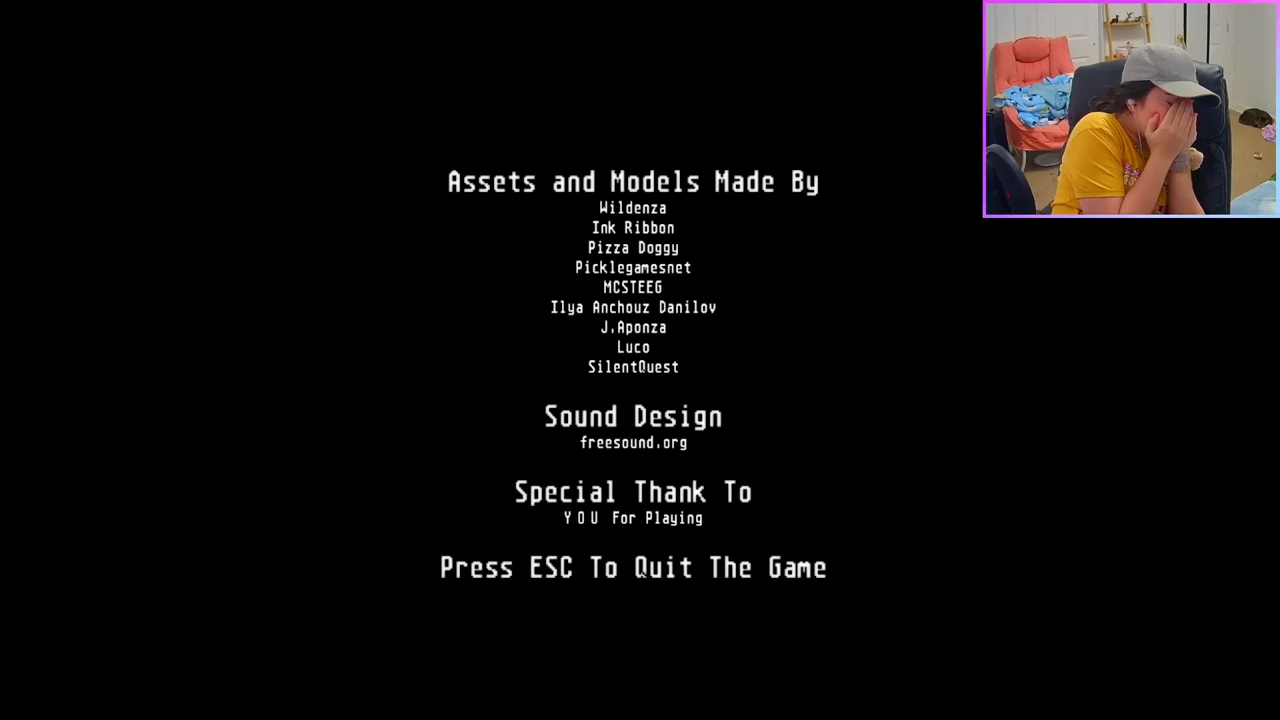 Assets and Models Made By
Wildenza
Ink Ribbon
Pizza Doggy
Picklegamesnet
MCSTEEG
Ilya Anchouz Danilov
J.Aponza
Luco
SilentQuest
Sound Design
freesound.org
Special Thank To
Y O U For Playing
Press ESC To Quit The Game